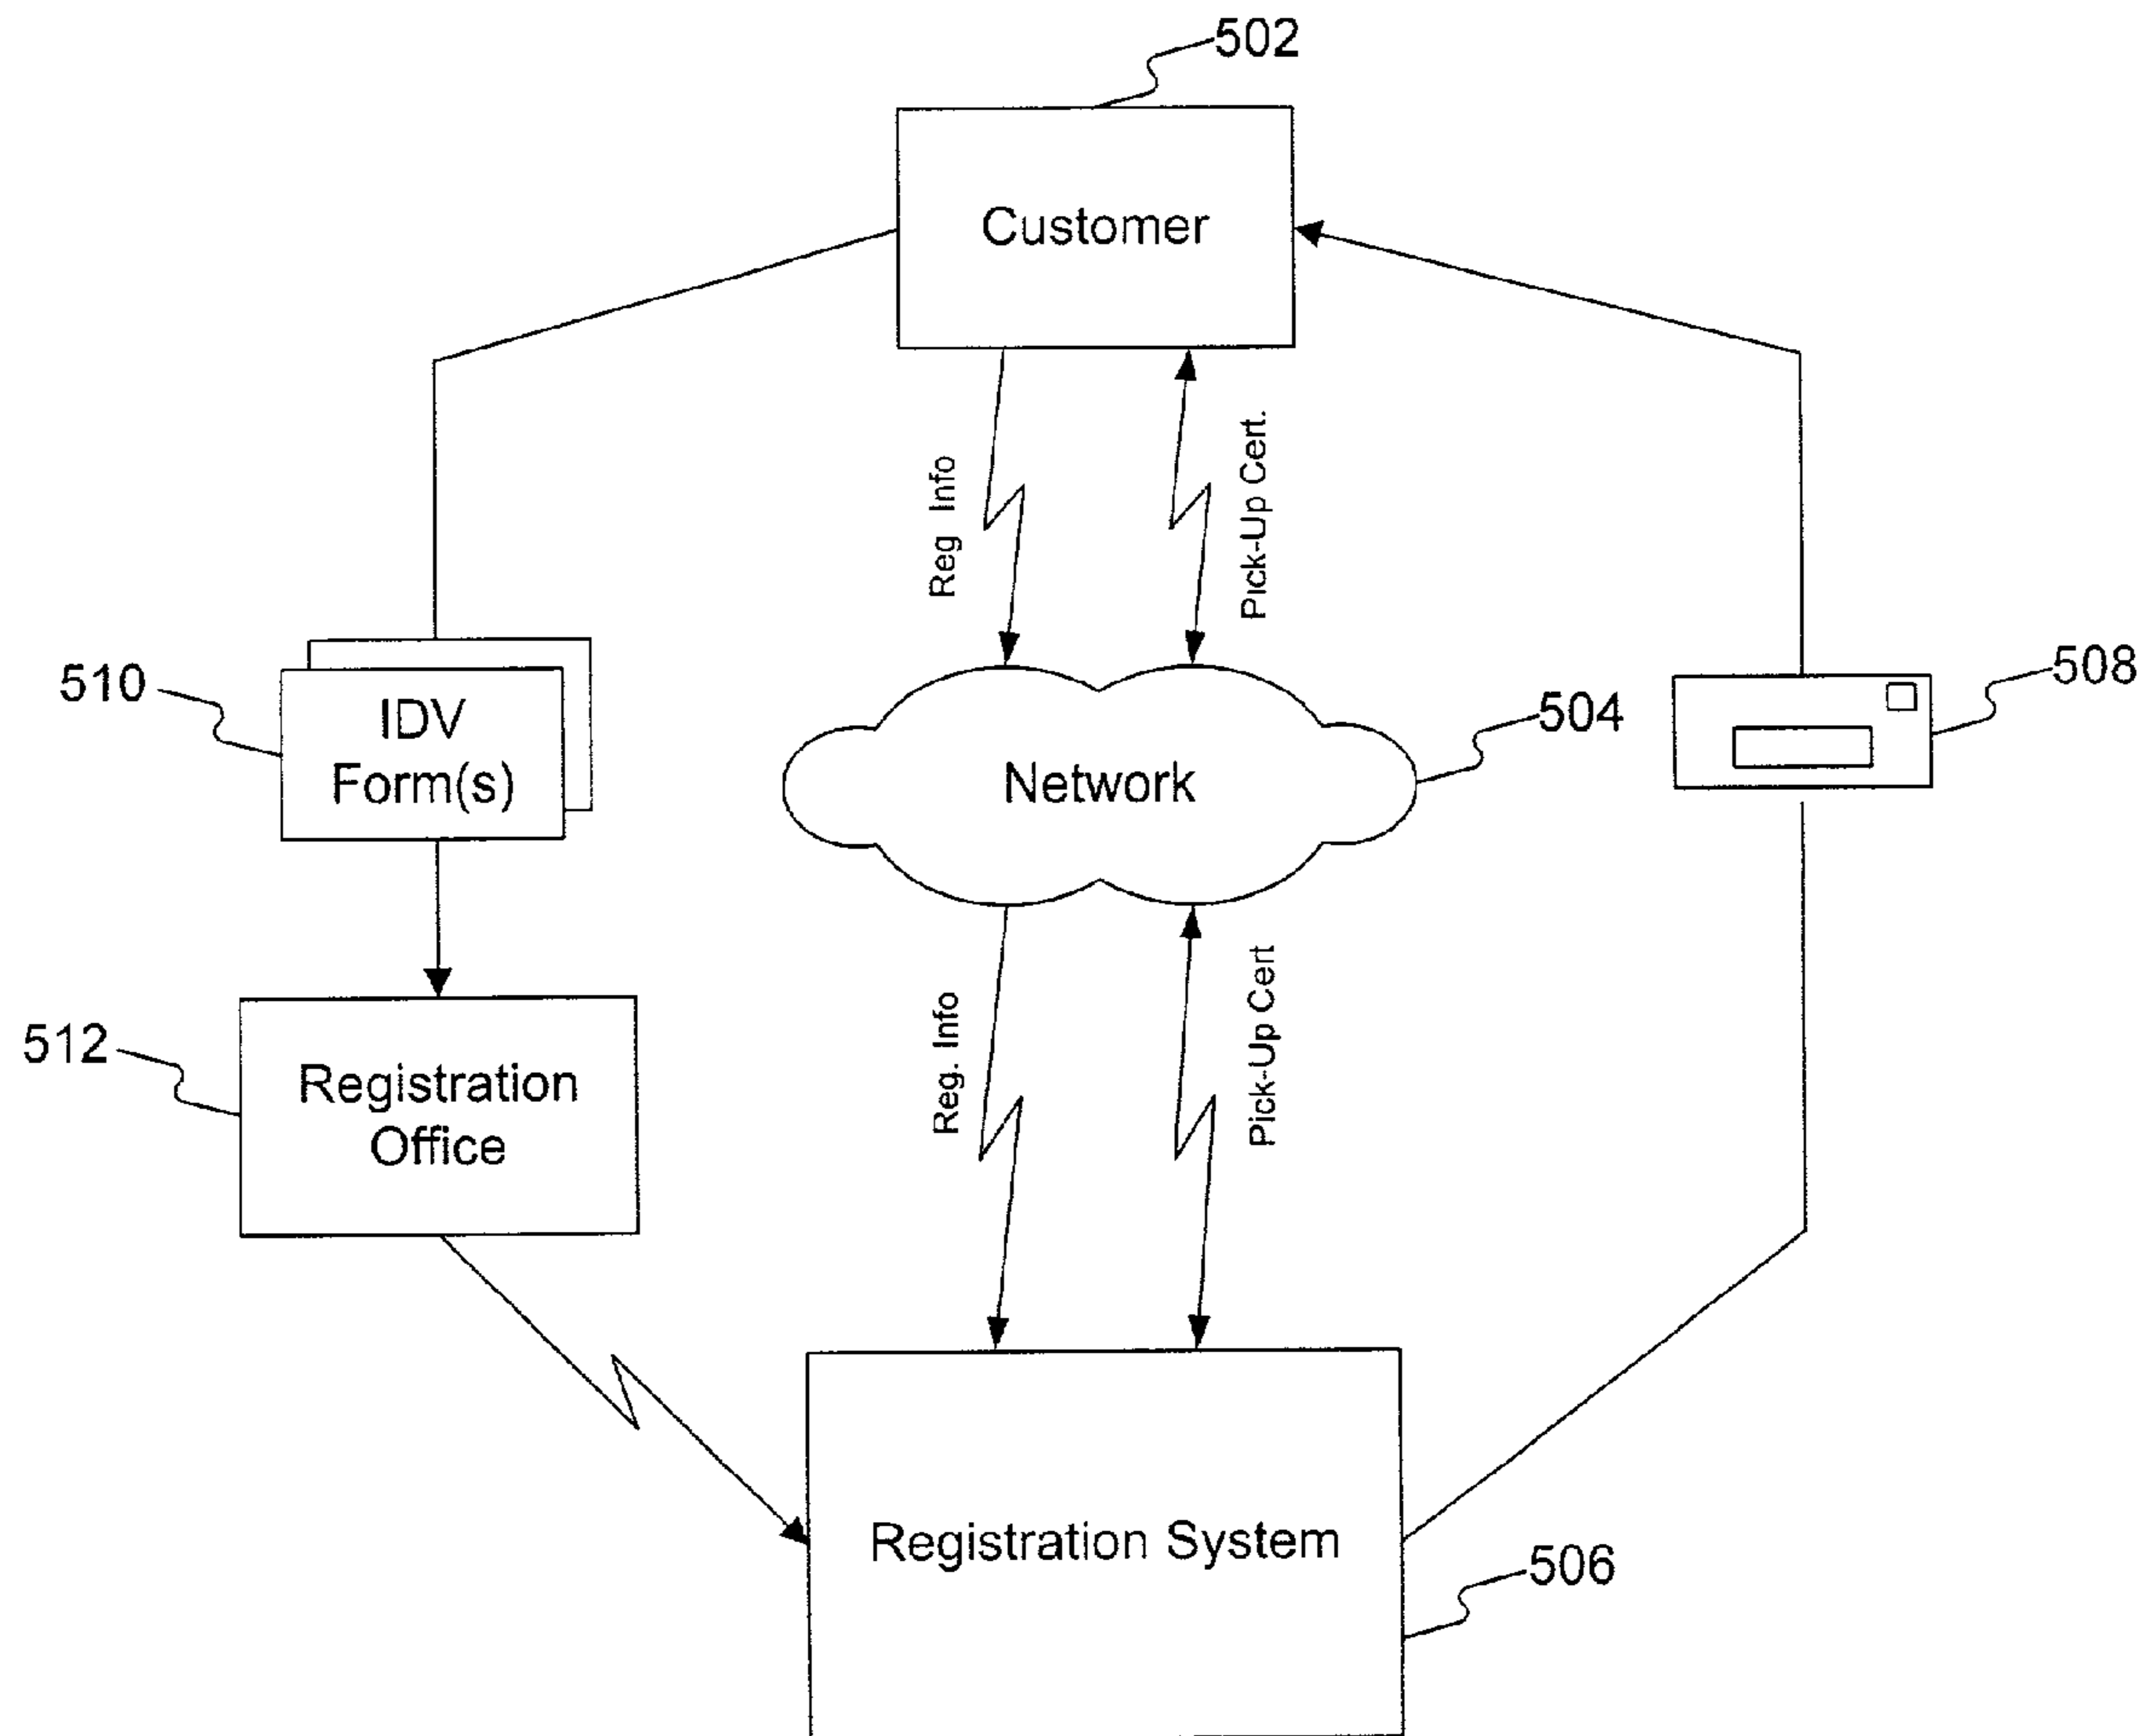 502
Customer
Reg Info
Pick-Up Cert.
510
IDV
Form(s)
504
Network
508
512
Registration
Office
Reg. Info
Pick-Up Cert
Registration System
506